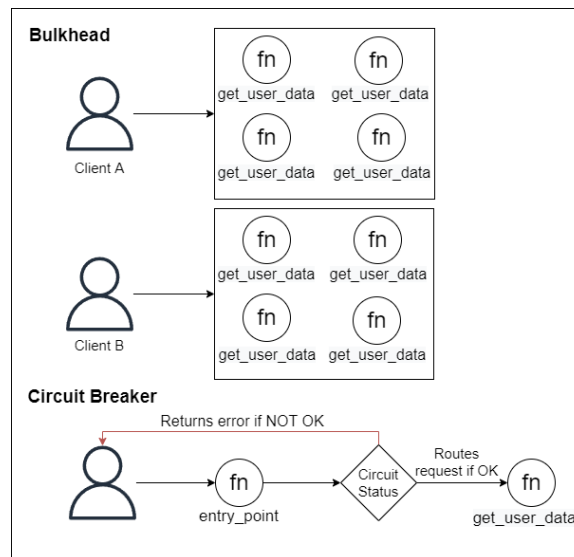 Bulkhead
fn
fn
get_user_data
get_user_data
fn
fn
Client A
get_user_data
get_user_data
fn
fn
get_user_data
get_user_data
fn
fn
Client B
get_user_data
get_user_data
Circuit Breaker
Returns error if NOT OK
Routes
request if OK
fn
Circuit
Status
fn
entry_point
get_user_data